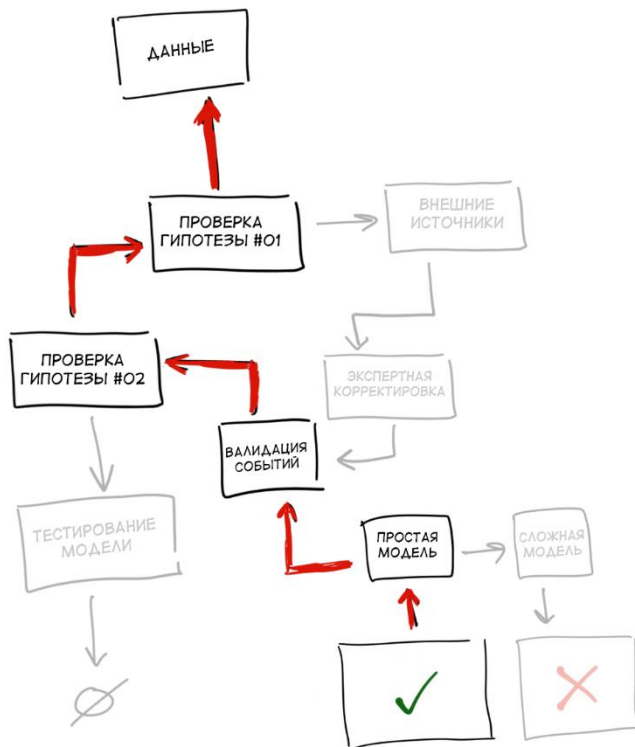 ДАННЫЕ
ПРОВЕРКА
ГИПОТЕЗЫ #01
ВНЕШНИЕ
ИСТОЧНИКИ
ПРОВЕРКА
ГИПОТЕЗЫ #02
ЭКСПЕРТНАЯ
КОРРЕКТИРОВКА
ВАЛИДАЦИЯ
СОБЫТИЙ
ТЕСТИРОВАНИЕ
МОДЕЛИ
ПРОСТАЯ
МОДЕЛЬ
СЛОЖНАЯ
МОДЕЛЬ